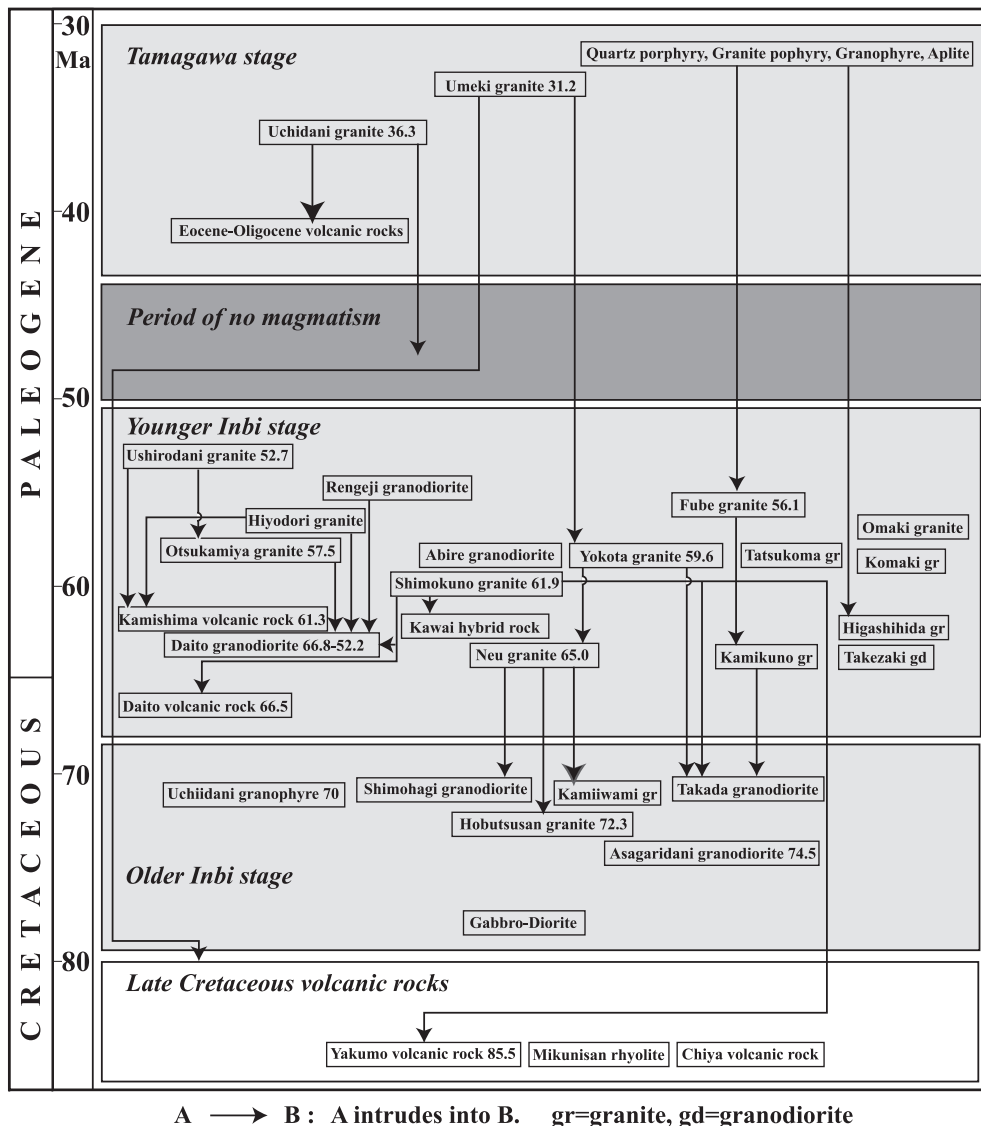 30
Ma
40
50
60
70
80
PALEOGENE
CRETACEOUS
Tamagawa stage
Quartz porphyry, Granite pophyry, Granophyre, Aplite
Umeki granite 31.2
Uchidani granite 36.3
Eocene-Oligocene volcanic rocks
Period of no magmatism
Younger Inbi stage
Ushirodani granite 52.7
Rengeji granodiorite
Fube granite 56.1
Hiyodori granite
Omaki granite
Otsukamiya granite 57.5
Abire granodiorite
Yokota granite 59.6
Tatsukoma gr
Komaki gr
Shimokuno granite 61.9
Kamishima volcanic rock 61.3
Kawai hybrid rock
Higashihida gr
Daito granodiorite 66.8-52.2
Neu granite 65.0
Kamikuno gr
Takezaki gd
Daito volcanic rock 66.5
Uchiidani granophyre 70
Shimohagi granodiorite
Kamiiwami gr
Takada granodiorite
Hobutsusan granite 72.3
Asagaridani granodiorite 74.5
Older Inbi stage
Gabbro-Diorite
Late Cretaceous volcanic rocks
Yakumo volcanic rock 85.5
Mikunisan rhyolite
Chiya volcanic rock
A → B : A intrudes into B. gr=granite, gd=granodiorite